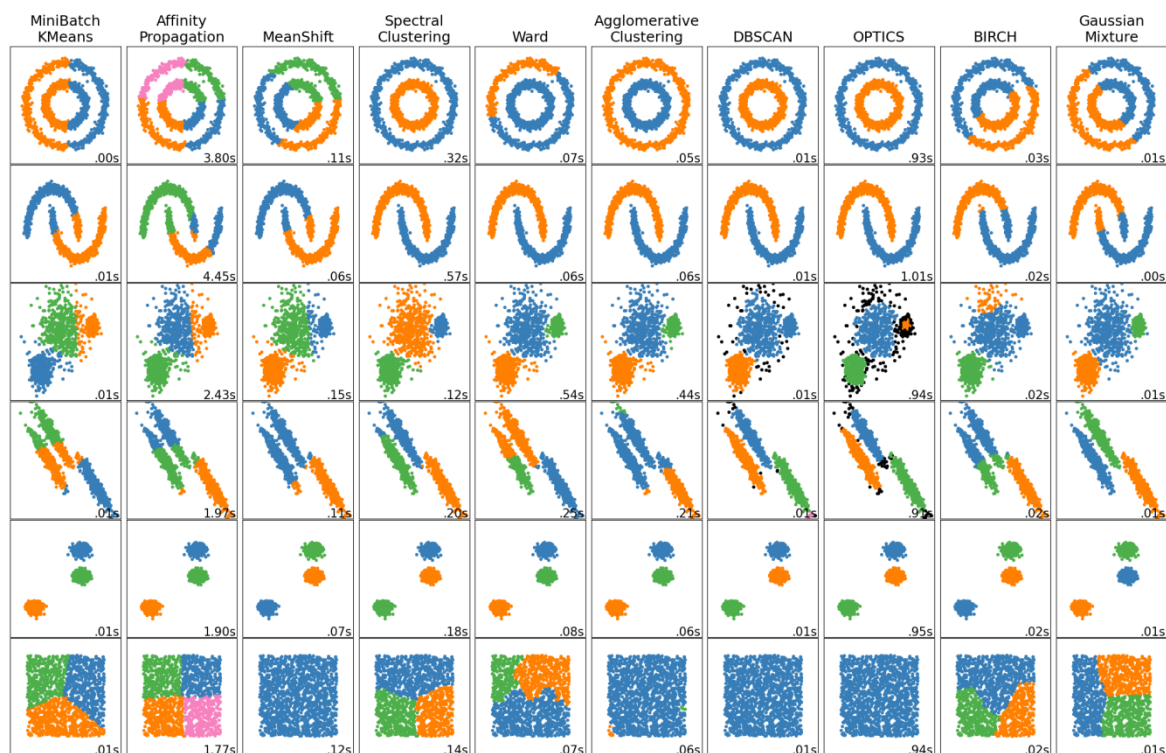 MiniBatch
KMeans
Affinity
Propagation
MeanShift
Spectral
Clustering
Ward
Agglomerative
Clustering
DBSCAN
OPTICS
BIRCH
Gaussian
Mixture
.00s
3.80s
.11s
.32s
.07s
.05s
.01s
.93s
.03s
.01s
.01s
4.45s
.06s
.57s
.06s
.06s
.01s
1.01s
.02s
.00s
.01s
2.43s
.15s
.12s
.54s
.44s
.01s
.94s
.02s
.01s
.01s
1.97s
.11s
.20s
.25s
.21s
.01s
.02s
.01s
.01s
1.90s
.07s
.18s
.08s
.06s
.01s
.95s
.02s
.01s
.01s
1.77s
.12s
.14s
.07s
.06s
.01s
.94s
.01s
.01s